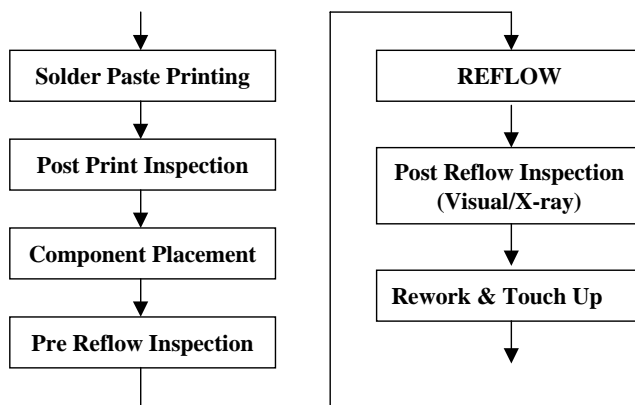 Solder Paste Printing
Post Print Inspection
Component Placement
Pre Reflow Inspection
REFLOW
Post Reflow Inspection
(Visual/X-ray)
Rework & Touch Up